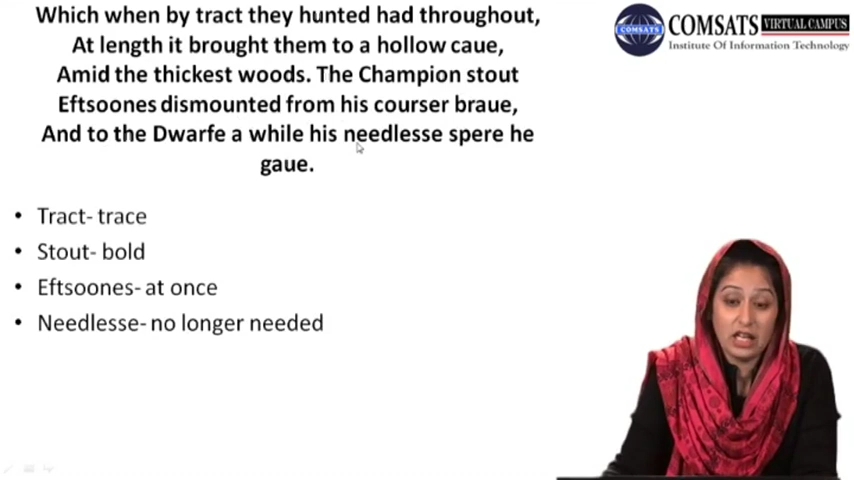 Which when by tract they hunted had throughout,
At length it brought them to a hollow caue,
Amid the thickest woods. The Champion stout
Eftsoones dismounted from his courser braue,
And to the Dwarfe a while his needlesse spere he
gaue.
• Tract- trace
• Stout- bold
• Eftsoones- at once
• Needlesse- no longer needed
COMSATS
COMSATS VIRTUAL CAMPUS
Institute Of Information Technology